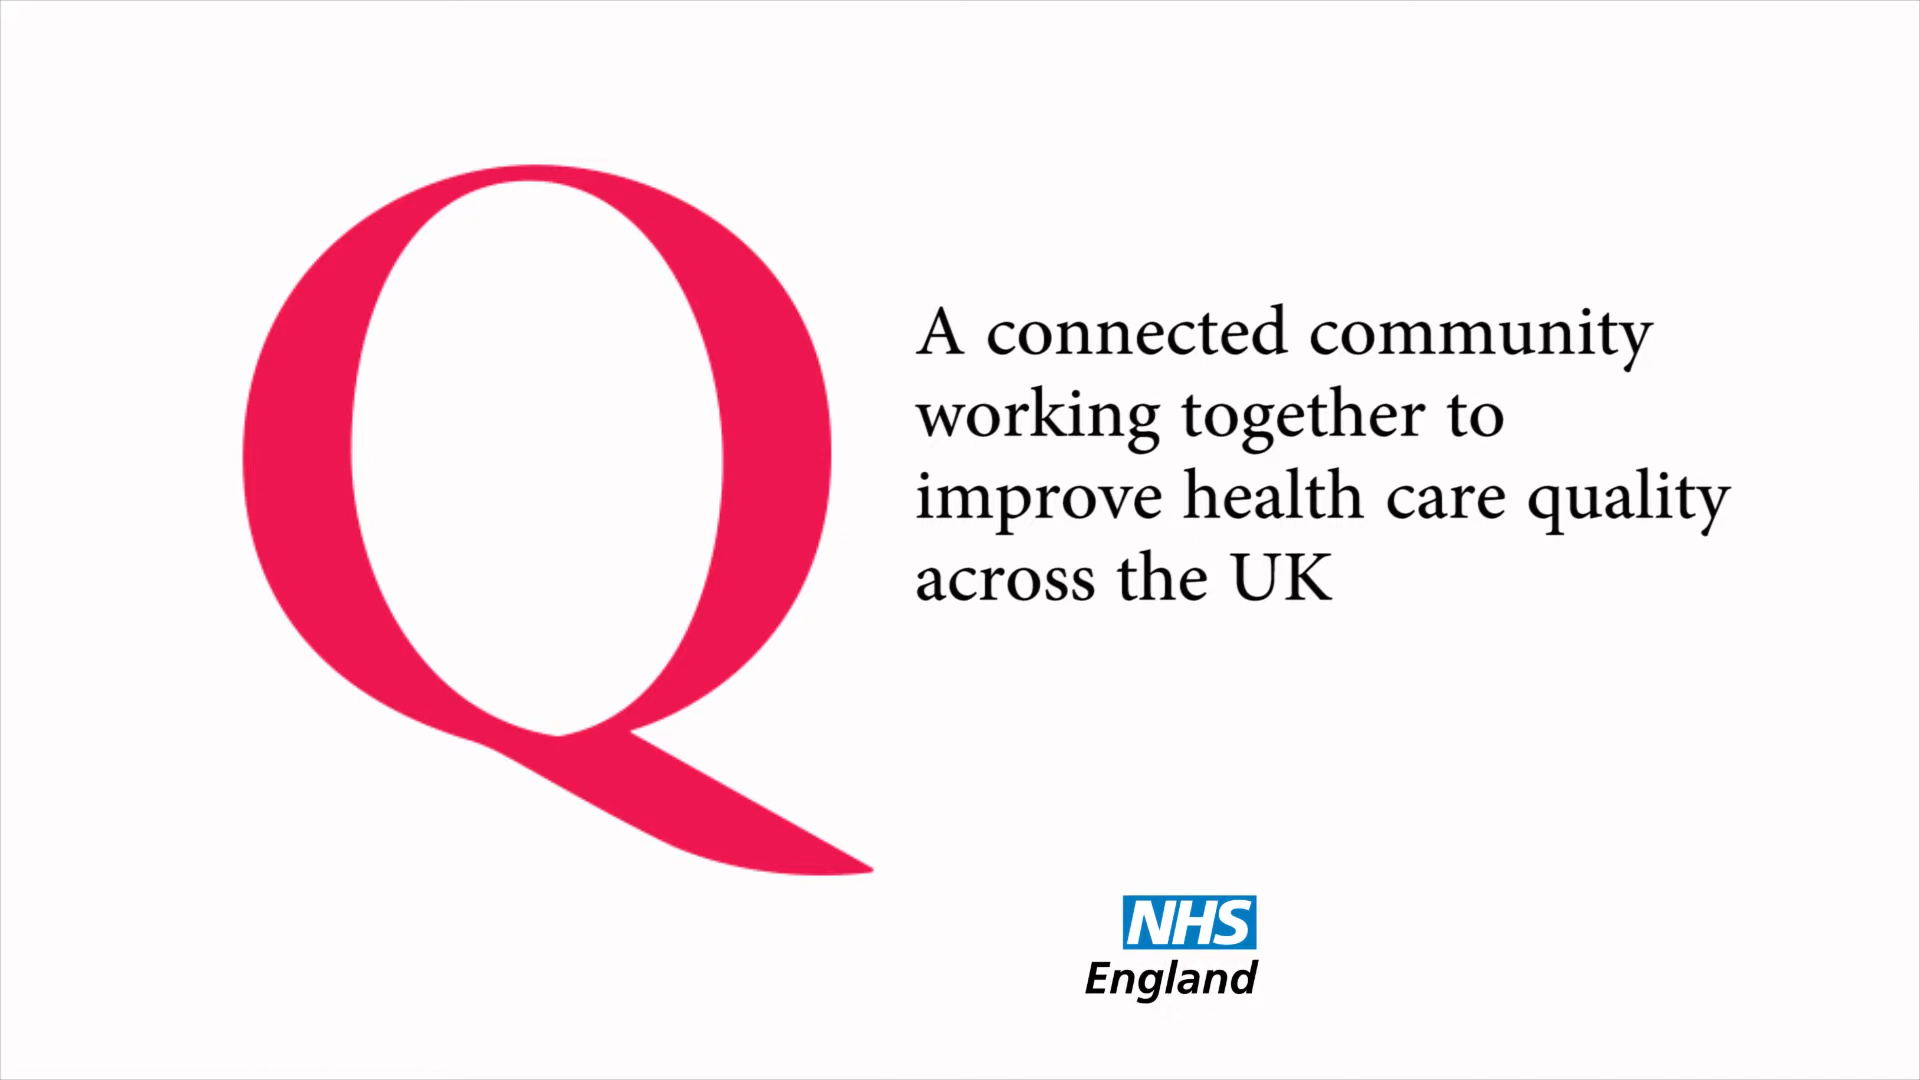 Q
A connected community
working together to
improve health care quality
across the UK
NHS
England